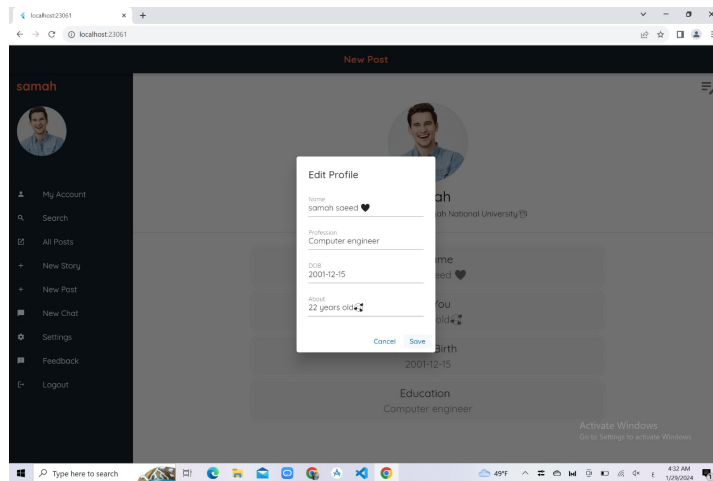 localhost:23061
localhost:23061
New Post
samah
My Account
Search
All Posts
New Story
New Post
New Chat
Settings
Feedback
Logout
ah
ah National University
Edit Profile
Name
samah saeed 🖤
Profession
Computer engineer
DOB
2001-12-15
About
22 years old🥰
Cancel
Save
me
eed 🖤
You
old🥰
Birth
2001-12-15
Education
Computer engineer
Activate Windows
Go to Settings to activate Windows.
Type here to search
49°F
4:32 AM
1/29/2024